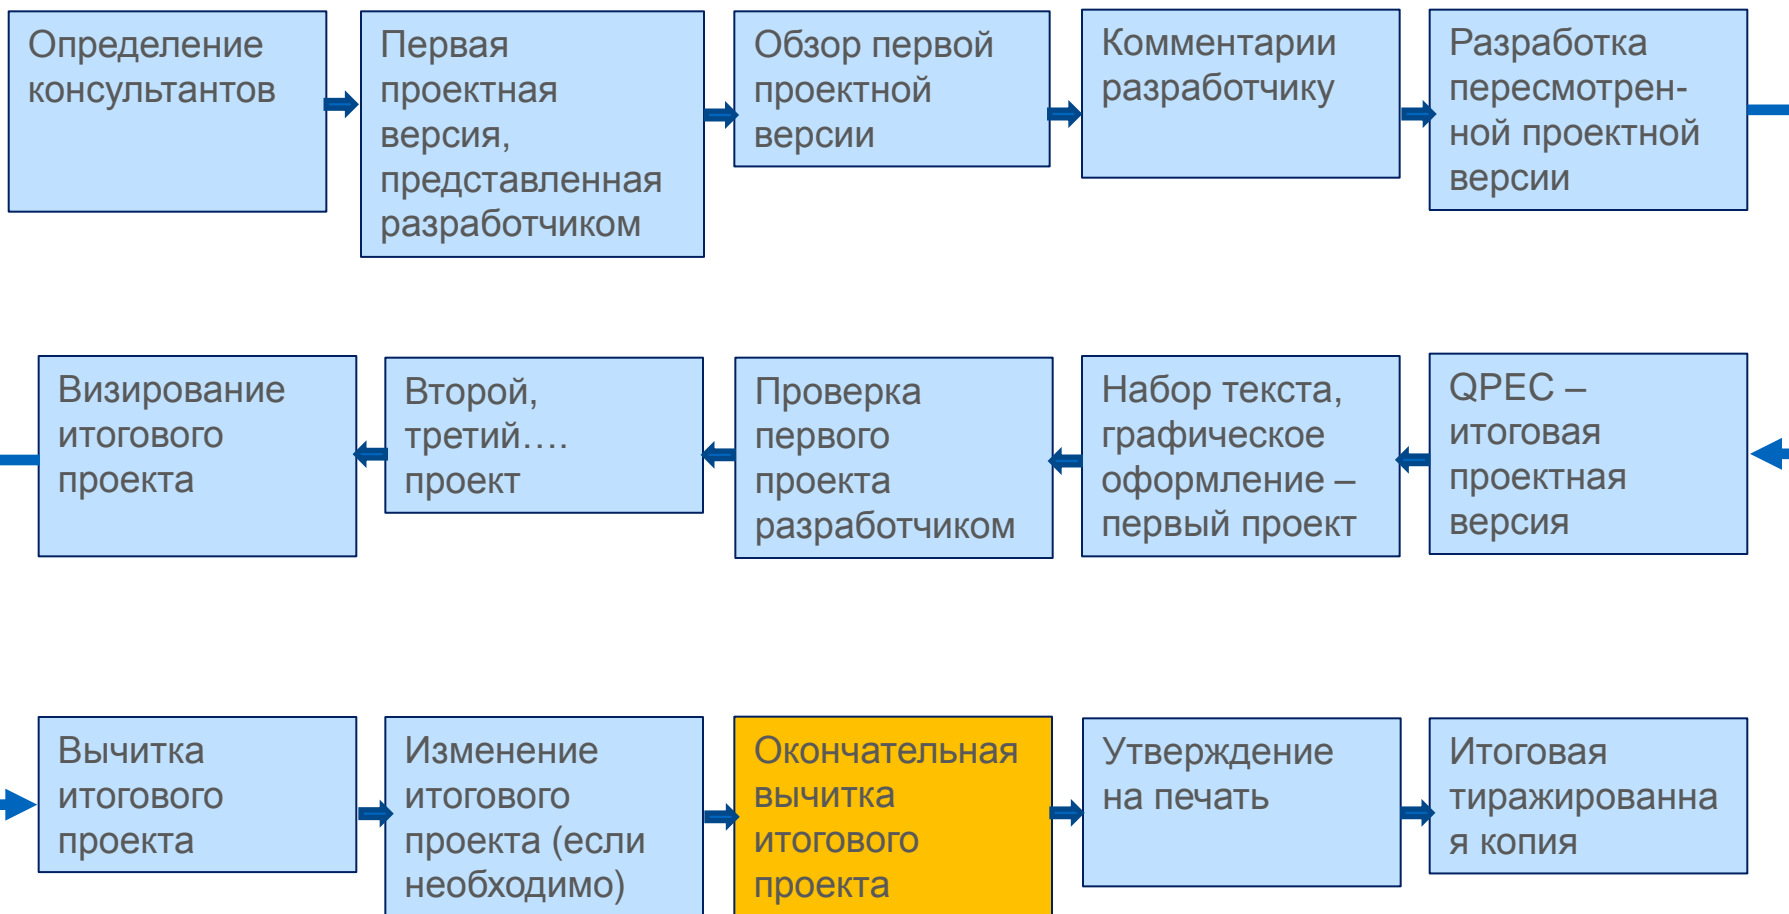 Определение
консультантов
Первая
проектная
версия,
представленная
разработчиком
Обзор первой
проектной
версии
Комментарии
разработчику
Разработка
пересмотрен-
ной проектной
версии
QPEC –
итоговая
проектная
версия
Набор текста,
графическое
оформление –
первый проект
Проверка
первого
проекта
разработчиком
Второй,
третий….
проект
Визирование
итогового
проекта
Вычитка
итогового
проекта
Изменение
итогового
проекта (если
необходимо)
Окончательная
вычитка
итогового
проекта
Утверждение
на печать
Итоговая
тиражированна
я копия